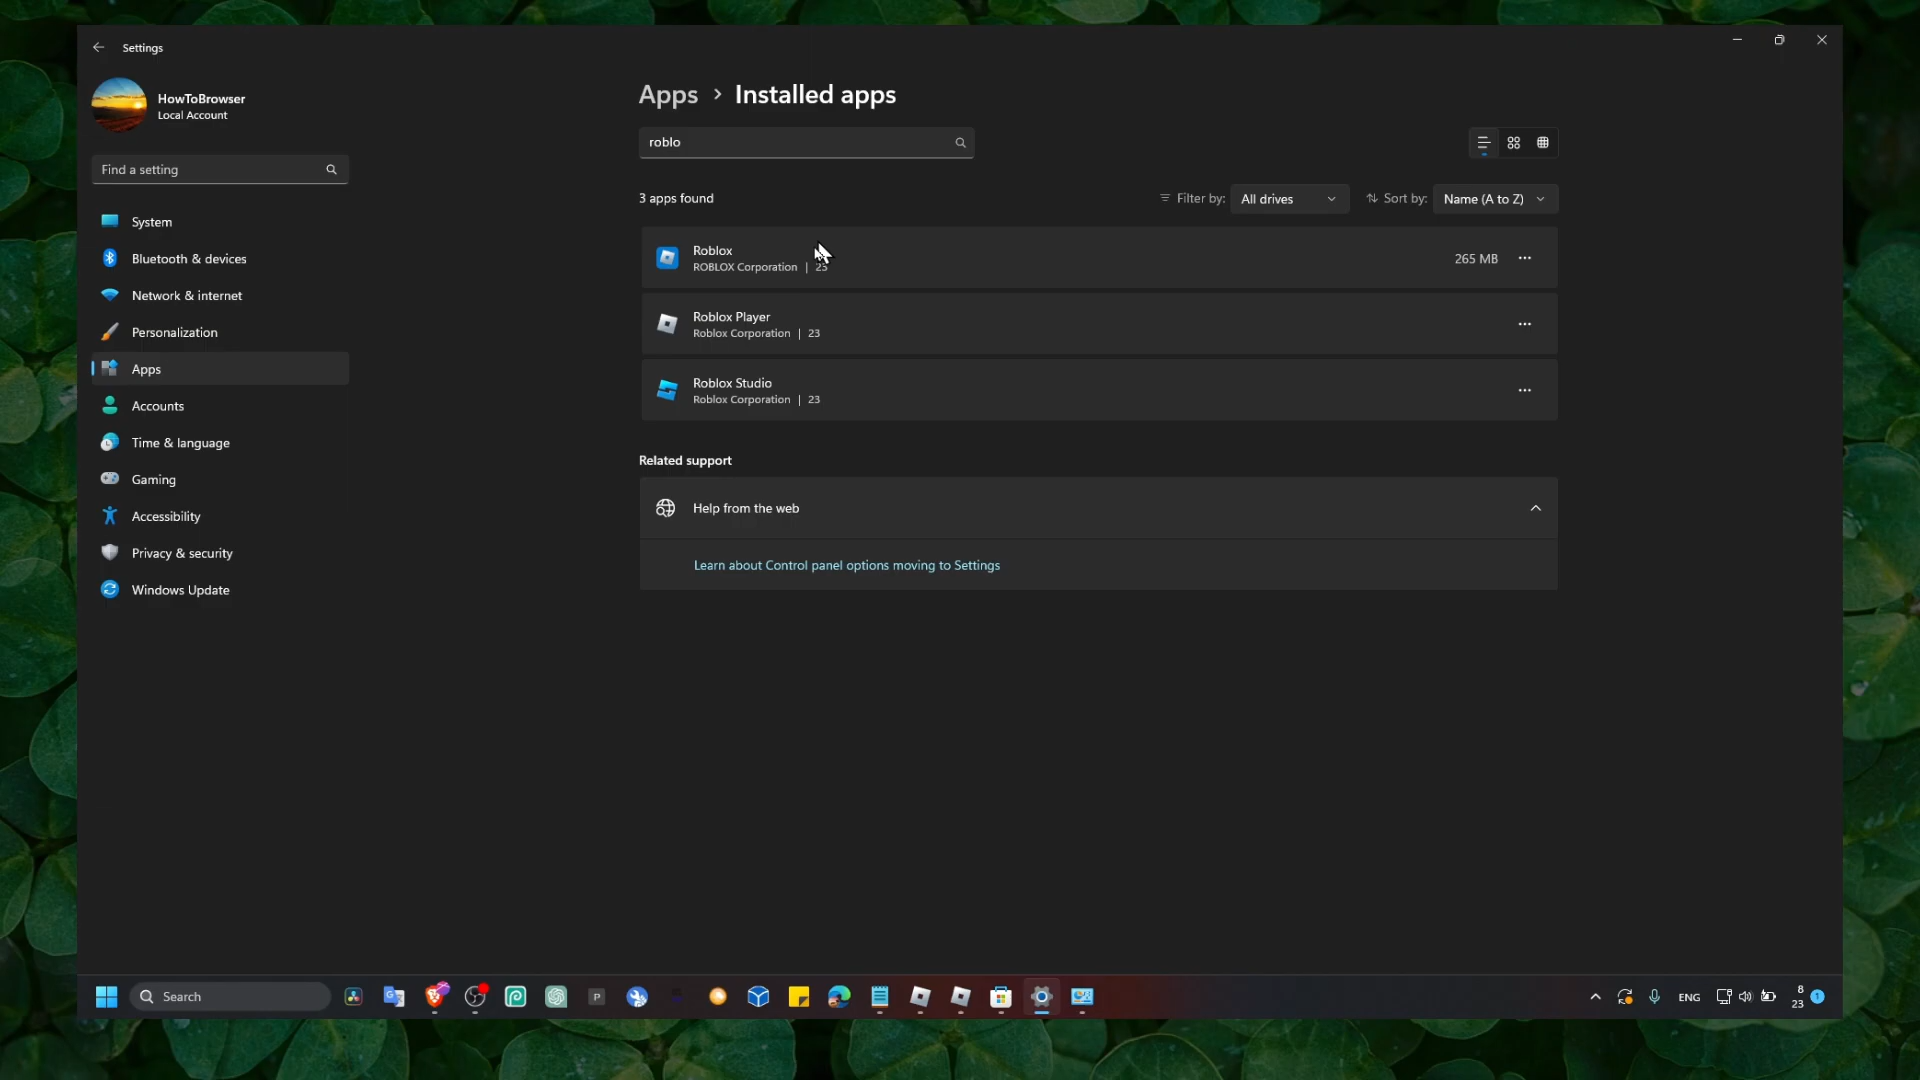 Settings
HowToBrowser
Local Account
Find a setting
System
Bluetooth & devices
Network & internet
Personalization
Apps
Accounts
Time & language
Gaming
Accessibility
Privacy & security
Windows Update
Apps > Installed apps
roblo
3 apps found
Filter by: All drives
Sort by: Name (A to Z)
Roblox
ROBLOX Corporation | 23
265 MB
Roblox Player
Roblox Corporation | 23
Roblox Studio
Roblox Corporation | 23
Related support
Help from the web
Learn about Control panel options moving to Settings
Search
P
ENG
8
23
1